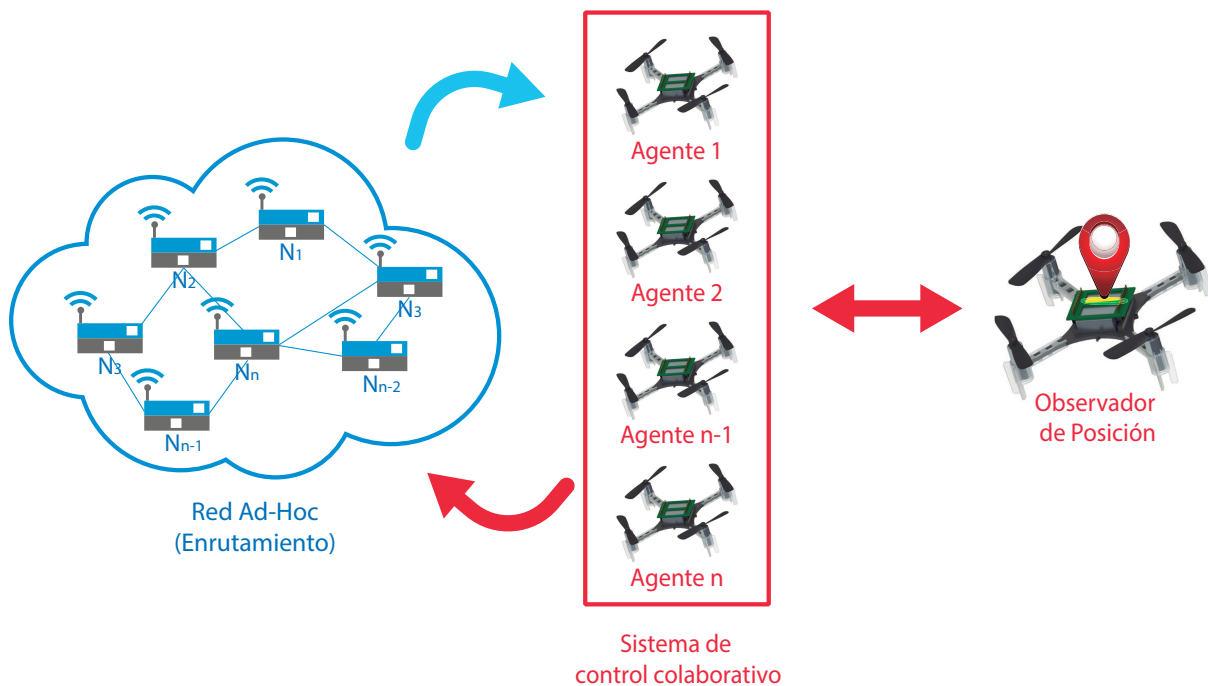 N1
N2
N3
N3
Nn
Nn-2
Nn-1
Red Ad-Hoc
(Enrutamiento)
Agente 1
Agente 2
Agente n-1
Agente n
Sistema de
control colaborativo
Observador
de Posición